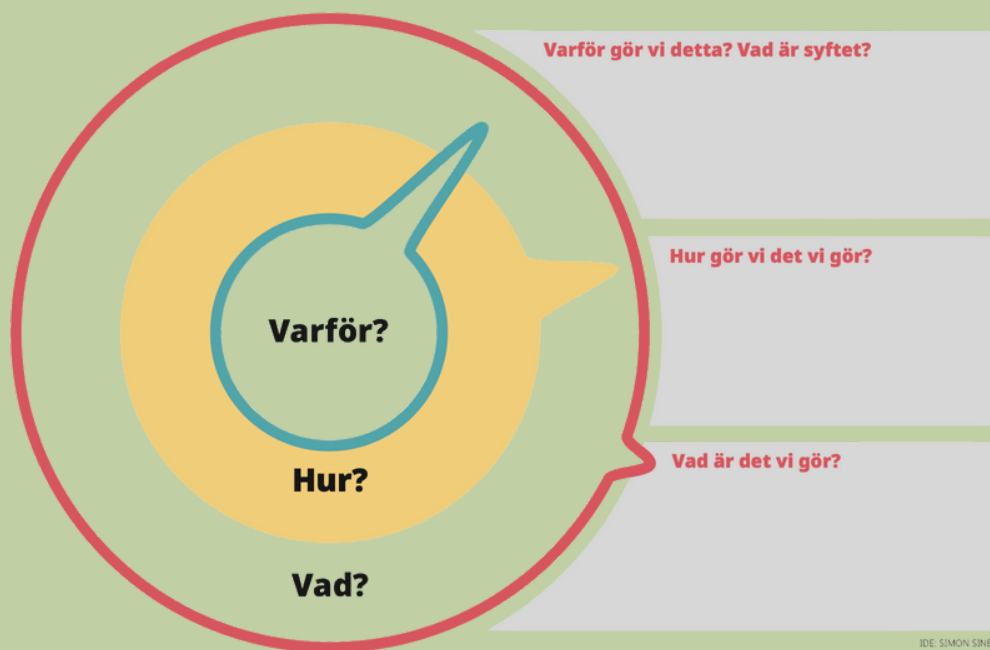 Varför gör vi detta? Vad är syftet?
Hur gör vi det vi gör?
Vad är det vi gör?
Varför?
Hur?
Vad?
IDE: SIMON SINE